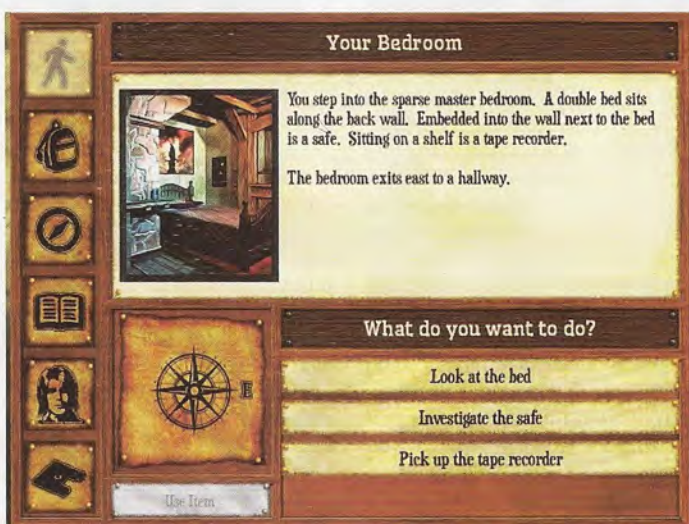 Your Bedroom
You step into the sparse master bedroom. A double bed sits
along the back wall. Embedded into the wall next to the bed
is a safe. Sitting on a shelf is a tape recorder.
The bedroom exits east to a hallway.
What do you want to do?
E
Look at the bed
Investigate the safe
Pick up the tape recorder
Use Item